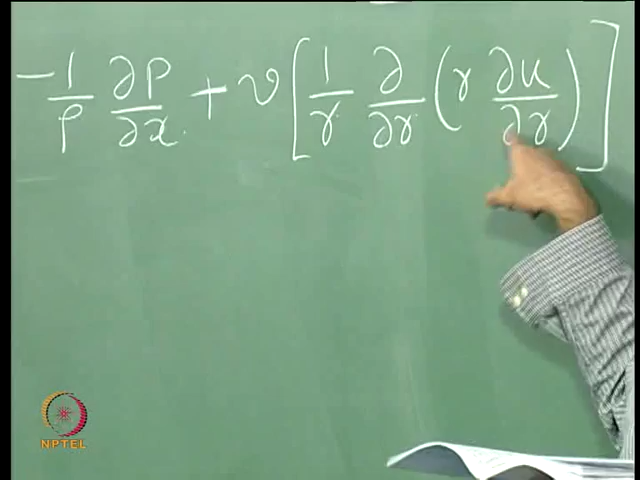 -1/ρ ∂P/∂x + ν [ 1/r ∂/∂r ( r ∂u/∂r ) ]
NPTEL